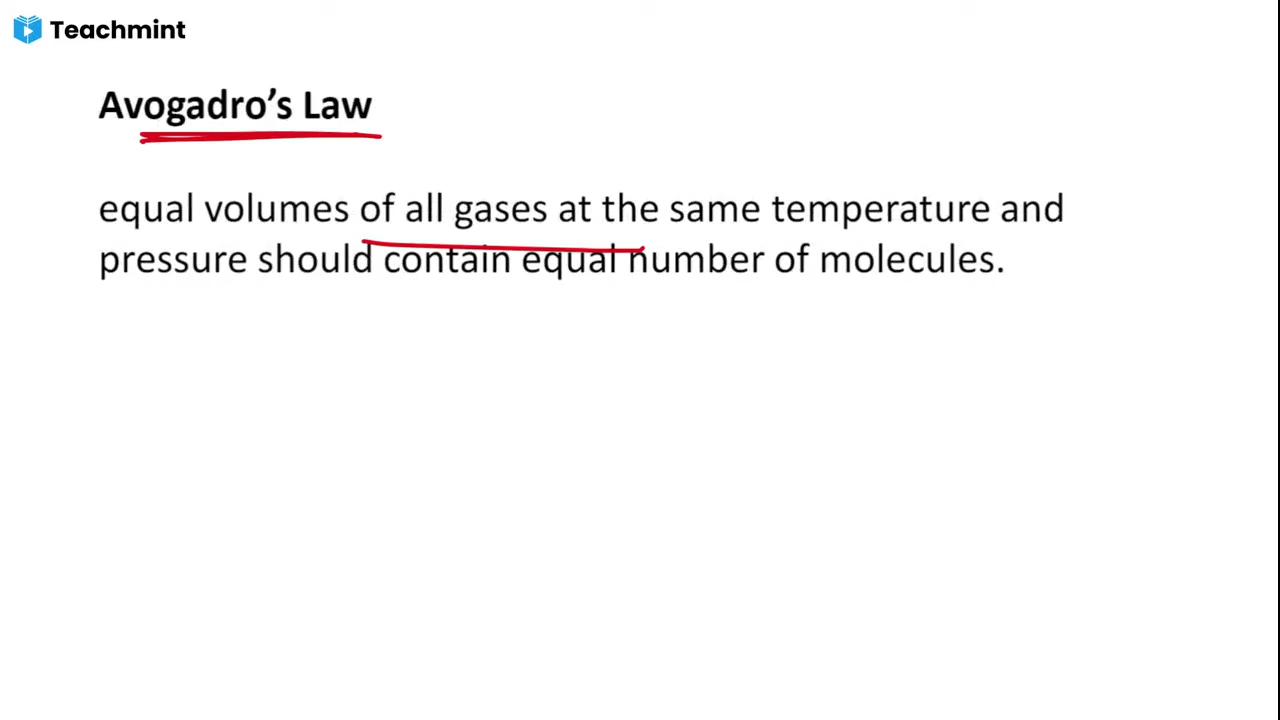 Teachmint
Avogadro’s Law
equal volumes of all gases at the same temperature and
pressure should contain equal number of molecules.